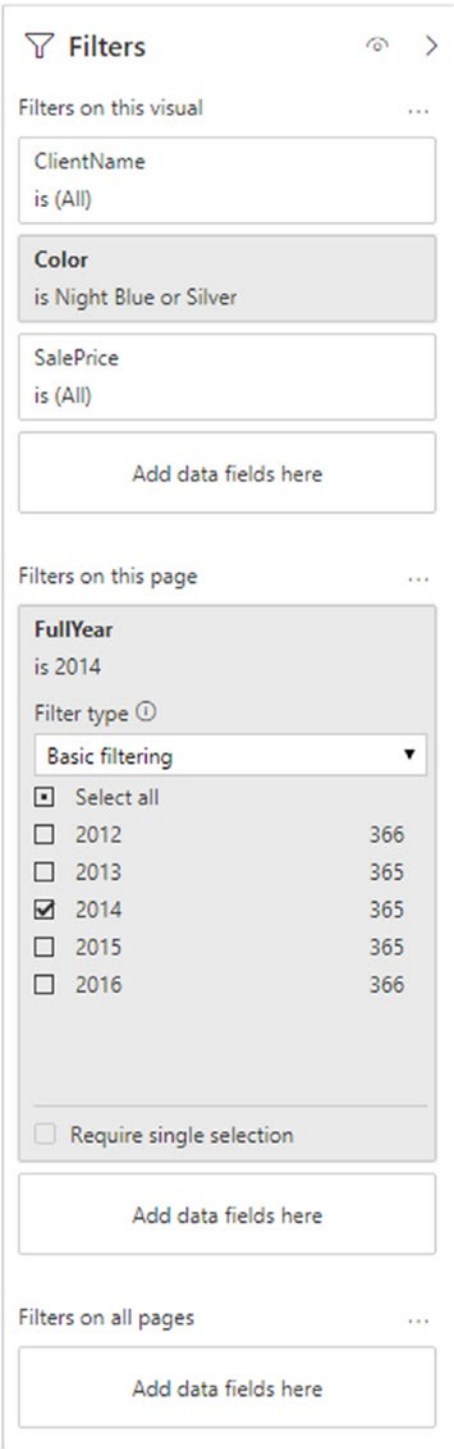 Filters
Filters on this visual ...
ClientName
is (All)
Color
is Night Blue or Silver
SalePrice
is (All)
Add data fields here
Filters on this page ...
FullYear
is 2014
Filter type
Basic filtering
Select all
2012 366
2013 365
2014 365
2015 365
2016 366
Require single selection
Add data fields here
Filters on all pages ...
Add data fields here